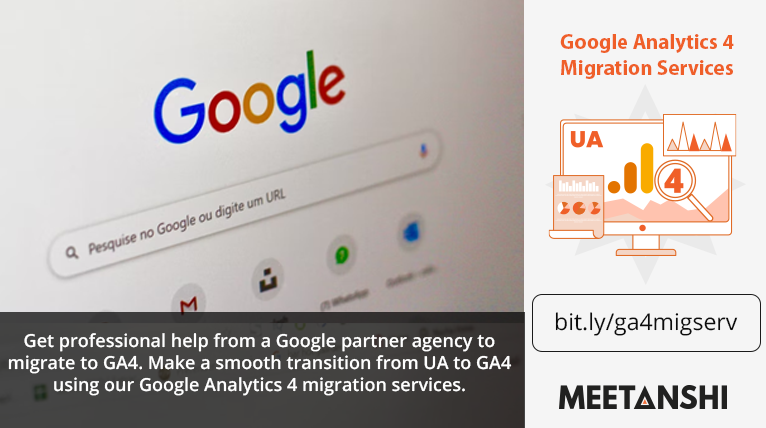 Google
Pesquise no Google ou digite um URL
(7) WhatsApp
Get professional help from a Google partner agency to
migrate to GA4. Make a smooth transition from UA to GA4
using our Google Analytics 4 migration services.
Google Analytics 4
Migration Services
UA
4
bit.ly/ga4migserv
MEETANSHI